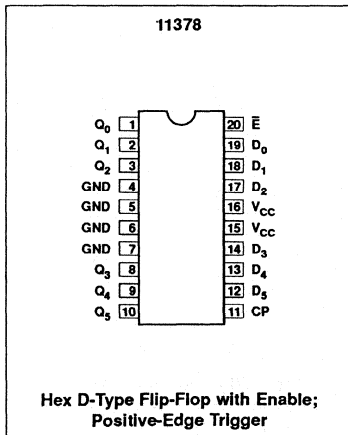 11378
Q0 1 20 E̅
Q1 2 19 D0
Q2 3 18 D1
GND 4 17 D2
GND 5 16 VCC
GND 6 15 VCC
GND 7 14 D3
Q3 8 13 D4
Q4 9 12 D5
Q5 10 11 CP
Hex D-Type Flip-Flop with Enable;
Positive-Edge Trigger